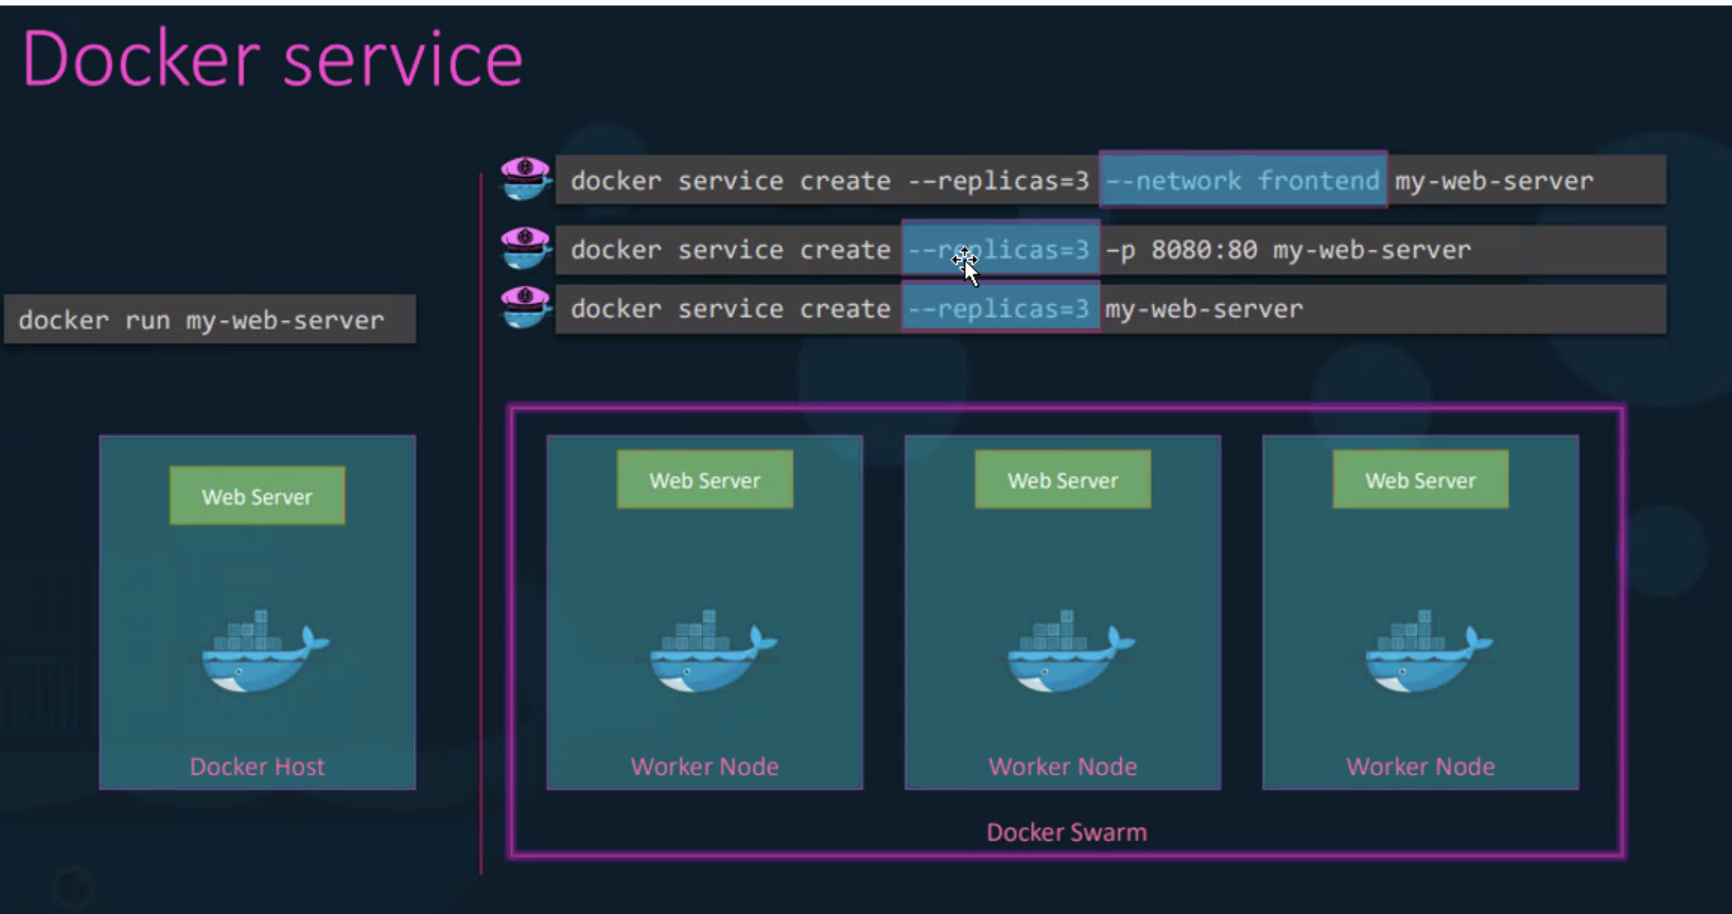 Docker service
docker service create --replicas=3 --network frontend my-web-server
docker service create --replicas=3 –p 8080:80 my-web-server
docker service create --replicas=3 my-web-server
docker run my-web-server
Web Server
Docker Host
Web Server
Web Server
Web Server
Worker Node
Worker Node
Worker Node
Docker Swarm